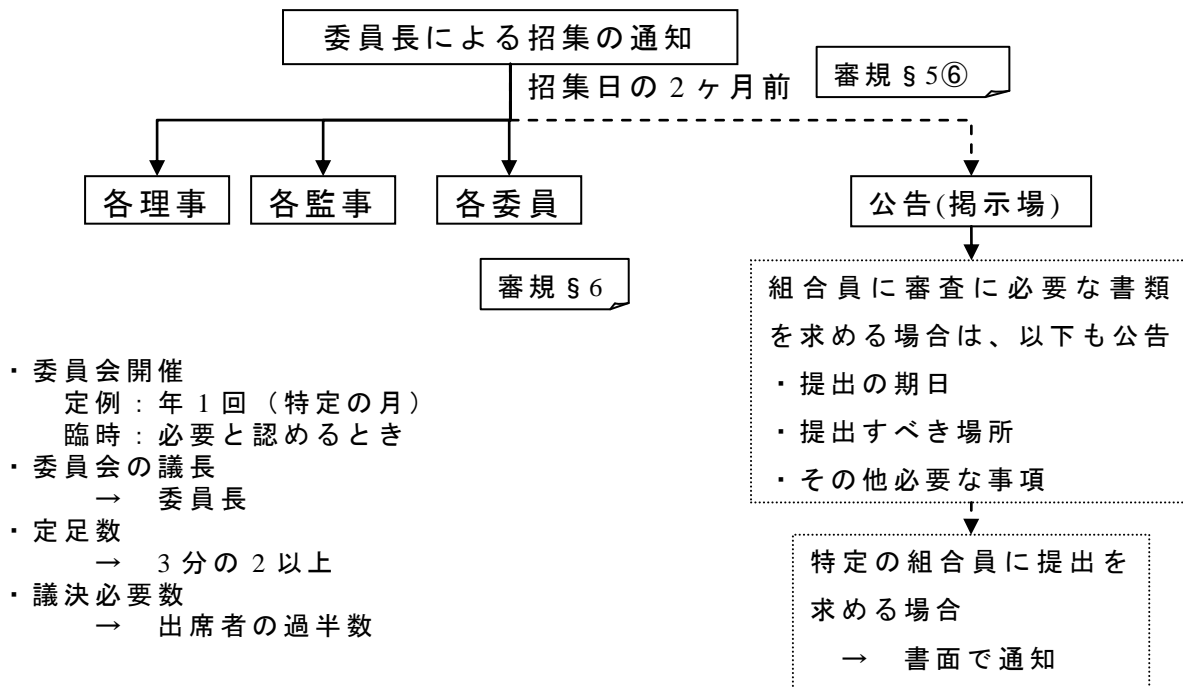 委員長による招集の通知
招集日の2ヶ月前
審規§5⑥
各理事
各監事
各委員
公告(掲示場)
審規§6
組合員に審査に必要な書類
を求める場合は、以下も公告
・提出の期日
・提出すべき場所
・その他必要な事項
・委員会開催
定例:年1回(特定の月)
臨時:必要と認めるとき
・委員会の議長
→ 委員長
・定足数
→ 3分の2以上
・議決必要数
→ 出席者の過半数
特定の組合員に提出を
求める場合
→ 書面で通知